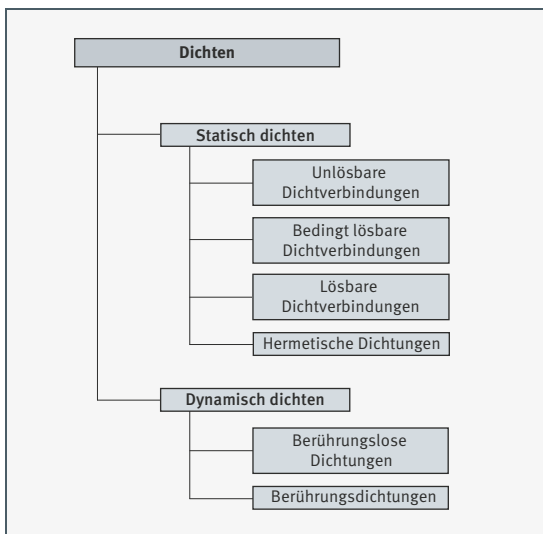 Dichten
Statisch dichten
Unlösbare
Dichtverbindungen
Bedingt lösbare
Dichtverbindungen
Lösbare
Dichtverbindungen
Hermetische Dichtungen
Dynamisch dichten
Berührungslose
Dichtungen
Berührungsdichtungen